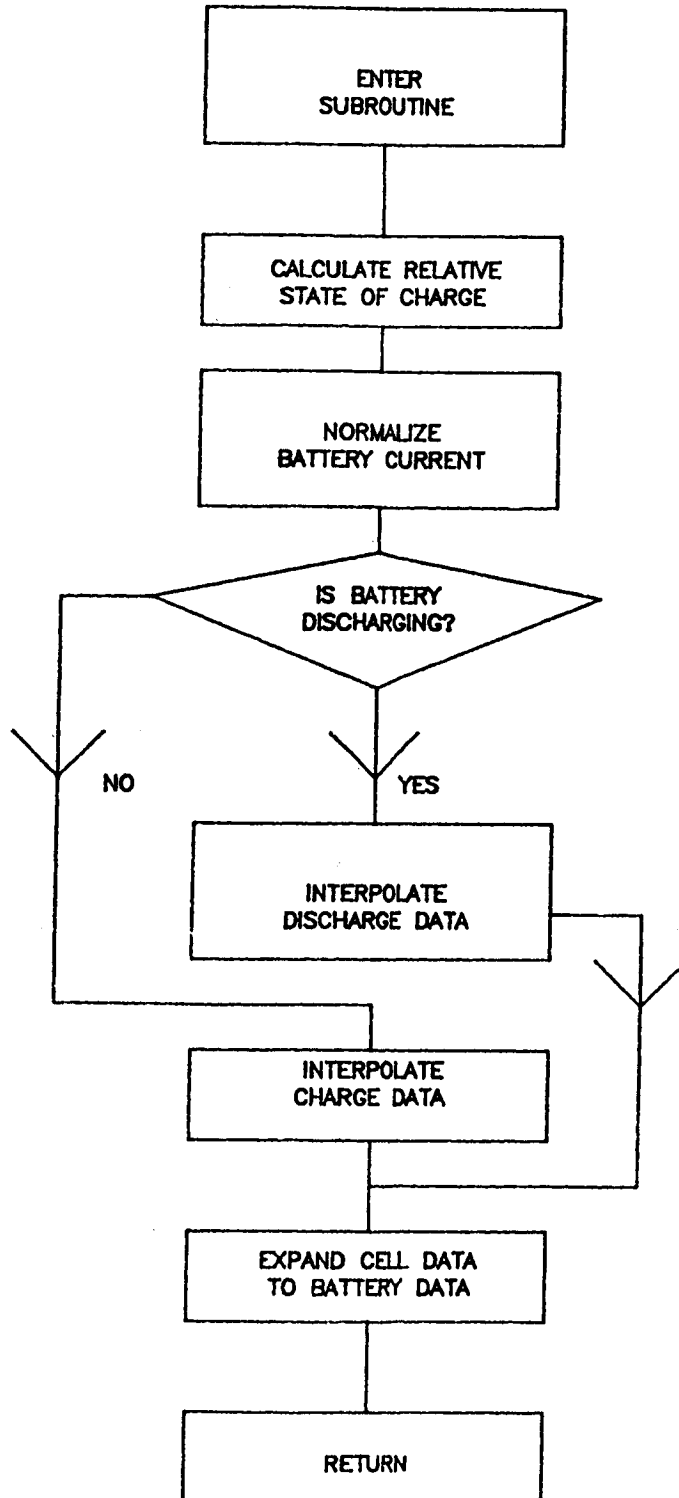 ENTER
SUBROUTINE
CALCULATE RELATIVE
STATE OF CHARGE
NORMALIZE
BATTERY CURRENT
IS BATTERY
DISCHARGING?
NO
YES
INTERPOLATE
DISCHARGE DATA
INTERPOLATE
CHARGE DATA
EXPAND CELL DATA
TO BATTERY DATA
RETURN